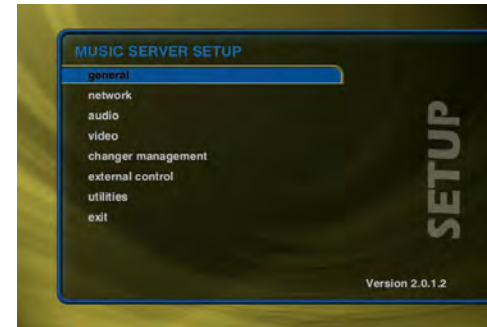 MUSIC SERVER SETUP
general
network
audio
video
changer management
external control
utilities
exit
SETUP
Version 2.0.1.2